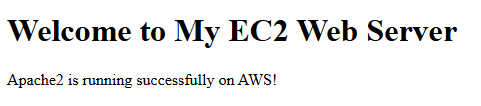 Welcome to My EC2 Web Server
Apache2 is running successfully on AWS!